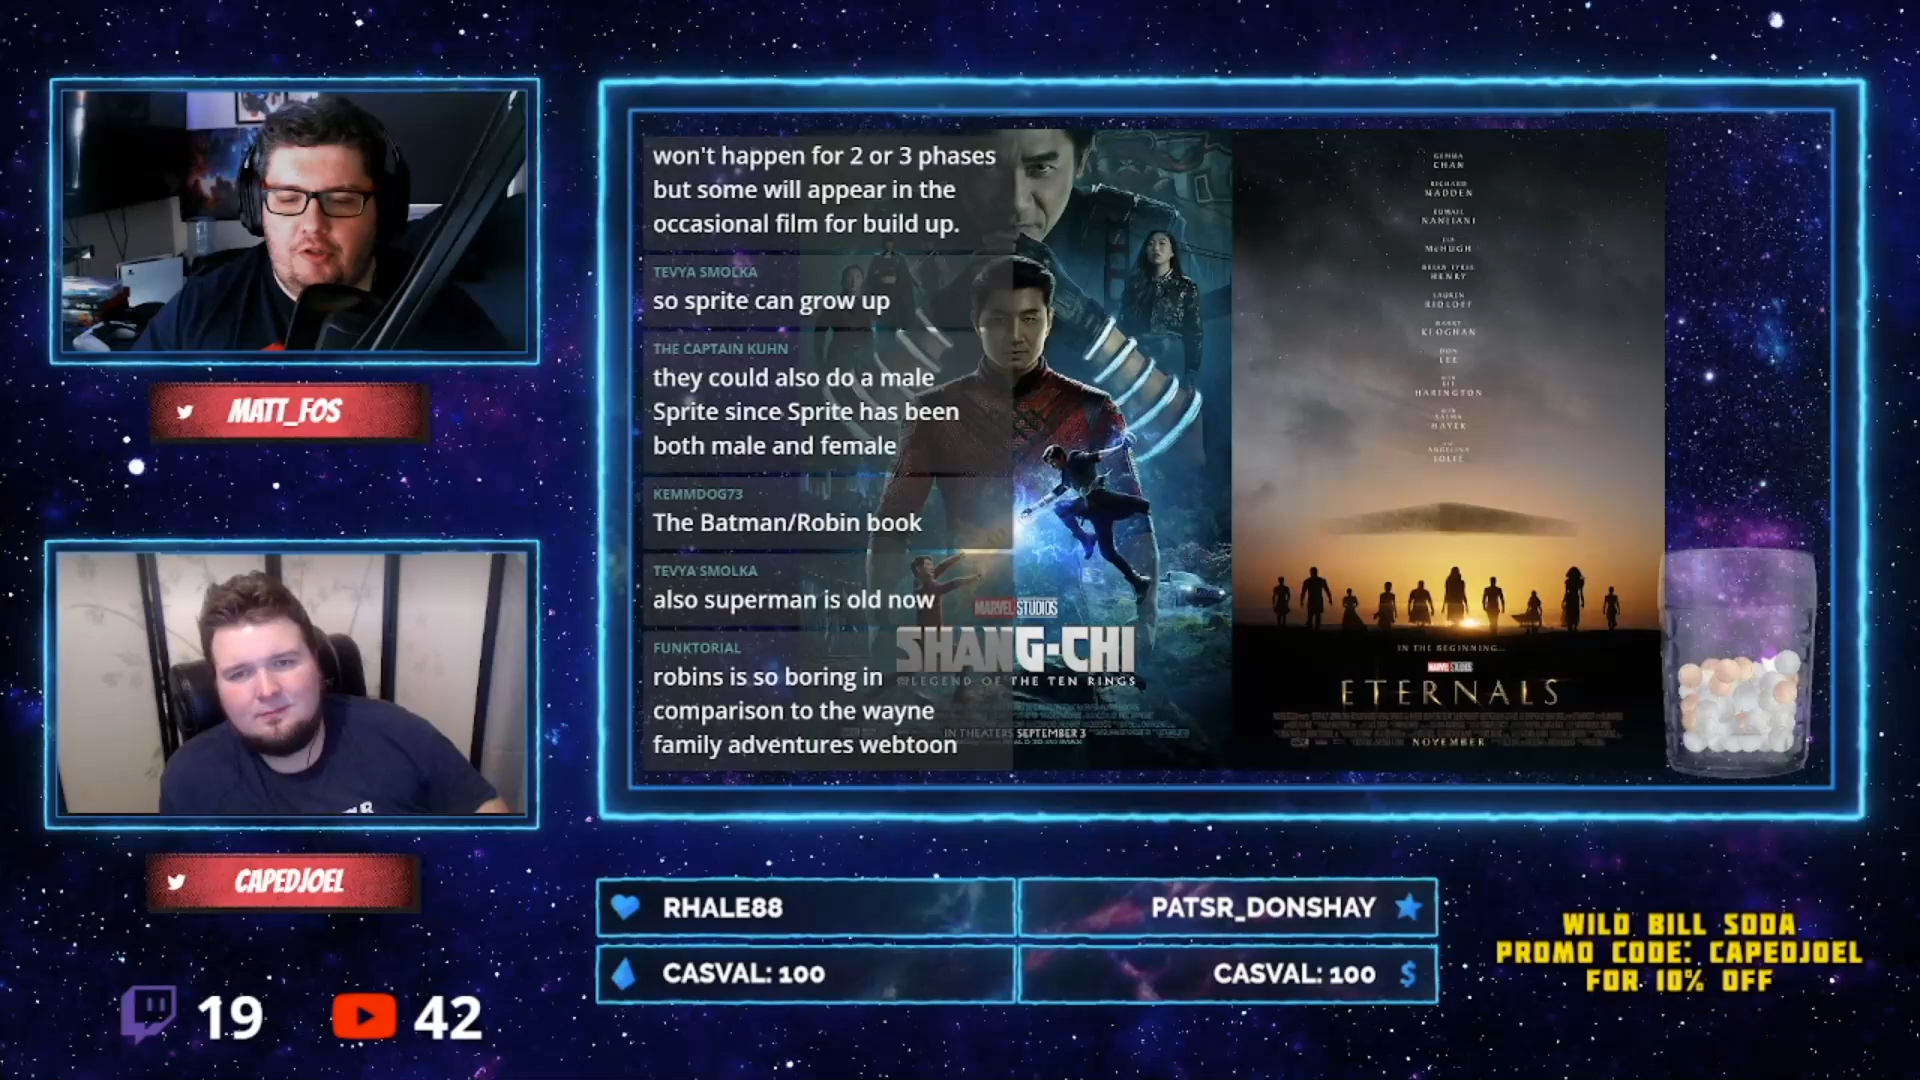 MATT_FOS
CAPEDJOEL
19
42
won't happen for 2 or 3 phases
but some will appear in the
occasional film for build up.
TEVYA SMOLKA
so sprite can grow up
THE CAPTAIN KUHN
they could also do a male
Sprite since Sprite has been
both male and female
KEMMDOG73
The Batman/Robin book
TEVYA SMOLKA
also superman is old now
FUNKTORIAL
robins is so boring in
comparison to the wayne
family adventures webtoon
MARVEL STUDIOS
SHANG-CHI
LEGEND OF THE TEN RINGS
IN THEATERS SEPTEMBER 3
GEMMA
CHAN
RICHARD
MADDEN
KUMAIL
NANJIANI
LIA
McHUGH
BRIAN TYREE
HENRY
LAUREN
RIDLOFF
BARRY
KEOGHAN
DON
LEE
HARINGTON
HAYEK
JOLIE
IN THE BEGINNING...
MARVEL STUDIOS
ETERNALS
NOVEMBER
RHALE88
PATSR_DONSHAY
CASVAL: 100
CASVAL: 100
WILD BILL SODA
PROMO CODE: CAPEDJOEL
FOR 10% OFF